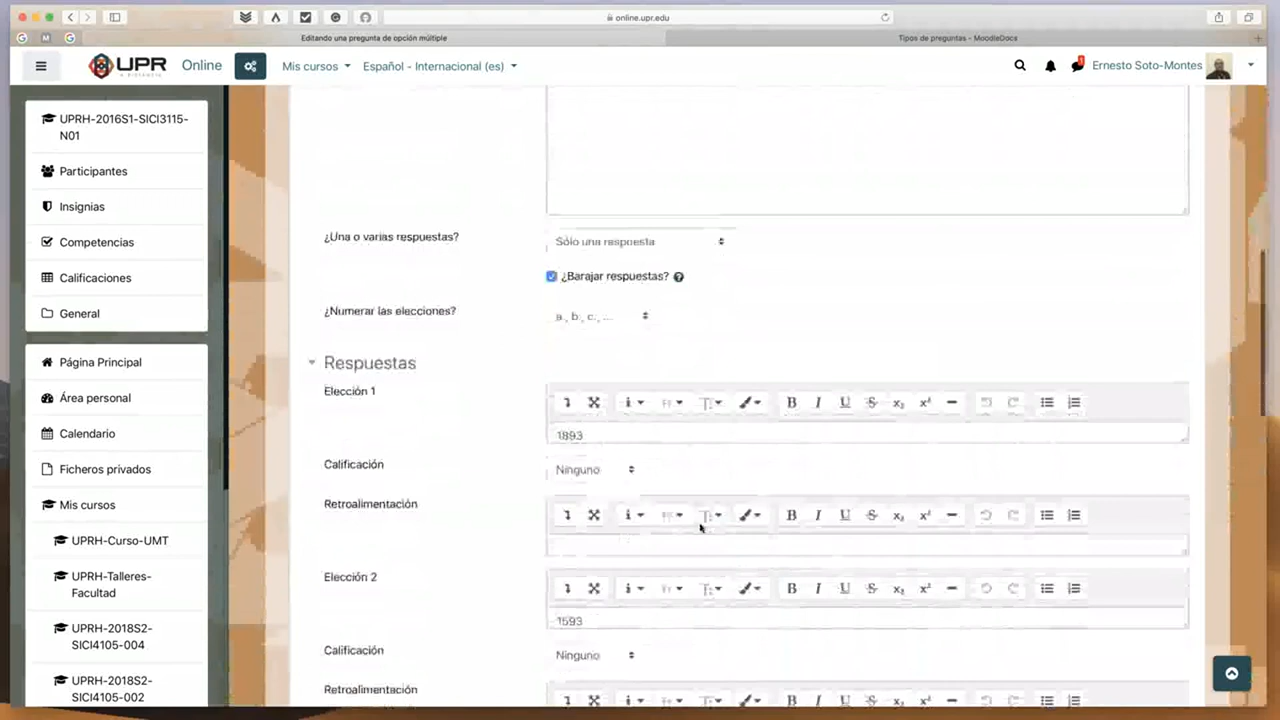 online.upr.edu
Editando una pregunta de opción múltiple
Tipos de preguntas - MoodleDocs
UPR
Online
Mis cursos
Español - Internacional (es)
1
Ernesto Soto-Montes
UPRH-2016S1-SICI3115-
N01
Participantes
Insignias
Competencias
Calificaciones
General
Página Principal
Área personal
Calendario
Ficheros privados
Mis cursos
UPRH-Curso-UMT
UPRH-Talleres-
Facultad
UPRH-2018S2-
SICI4105-004
UPRH-2018S2-
SICI4105-002
¿Una o varias respuestas?
Sólo una respuesta
¿Barajar respuestas?
¿Numerar las elecciones?
a., b., c., ...
Respuestas
Elección 1
1893
Calificación
Ninguno
Retroalimentación
Elección 2
1593
Calificación
Ninguno
Retroalimentación